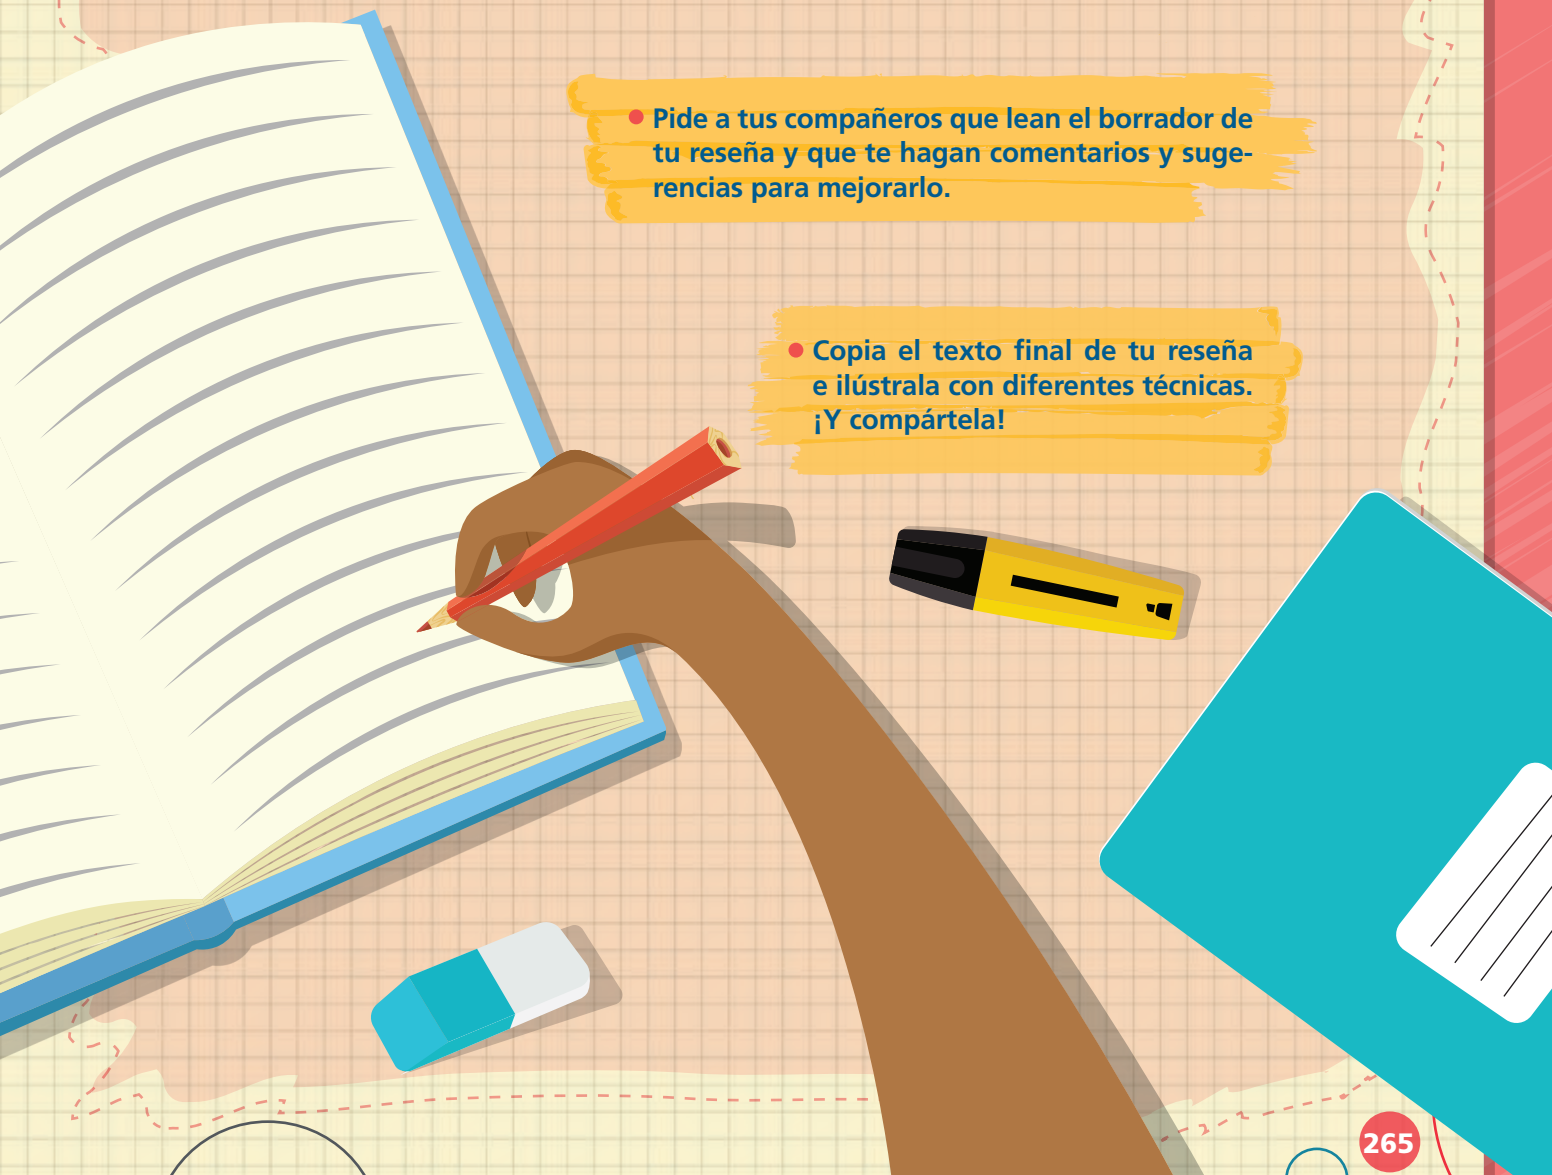 • Pide a tus compañeros que lean el borrador de
tu reseña y que te hagan comentarios y suge-
rencias para mejorarlo.
• Copia el texto final de tu reseña
e ilústrala con diferentes técnicas.
¡Y compártela!
265